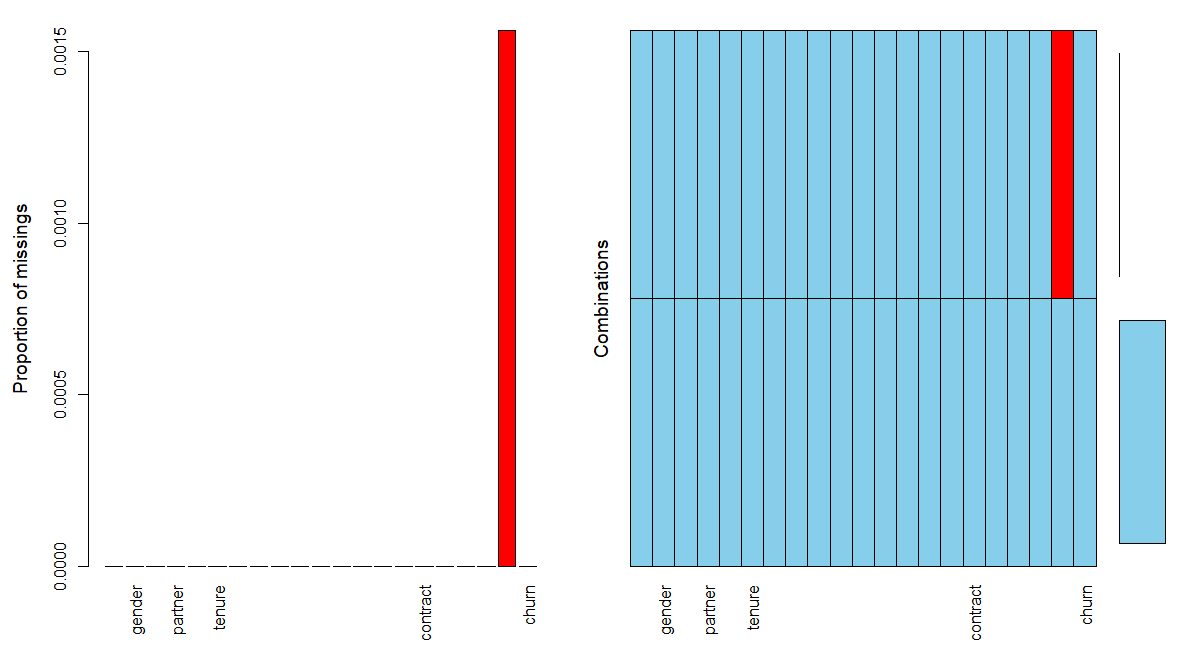 Proportion of missings
0.0015
0.0010
0.0005
0.0000
gender
partner
tenure
contract
churn
Combinations
gender
partner
tenure
contract
churn